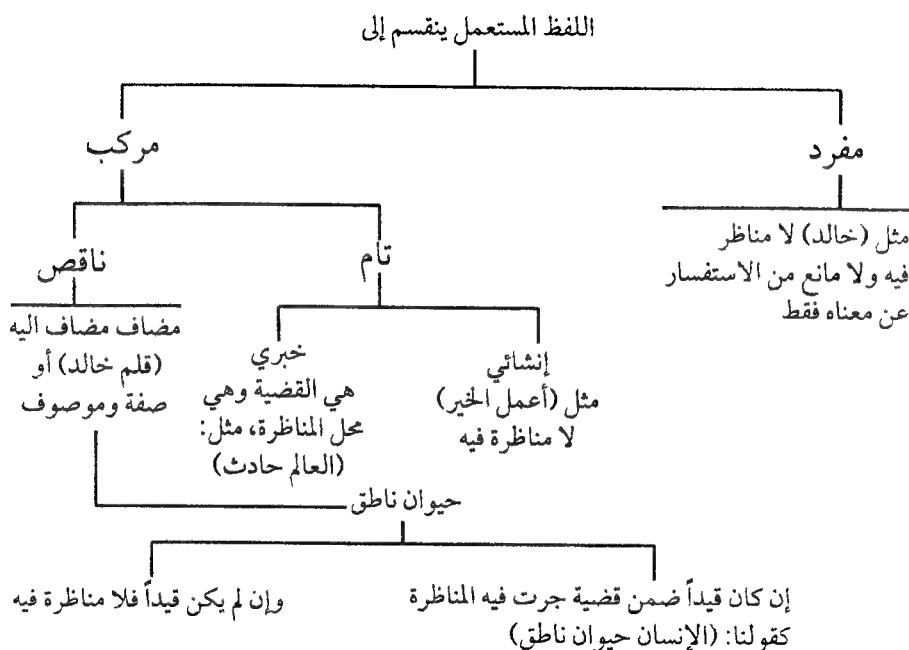 اللفظ المستعمل ينقسم إلى
مفرد
مثل (خالد) لا مناظر
فيه ولا مانع من الاستفسار
عن معناه فقط
مركب
تام
إنشائي
مثل (أعمل الخير)
لا مناظرة فيه
خبري
هي القضية وهي
محل المناظرة، مثل:
(العالم حادث)
ناقص
مضاف مضاف اليه
(قلم خالد) أو
صفة وموصوف
حيوان ناطق
إن كان قيداً ضمن قضية جرت فيه المناظرة
كقولنا: (الإنسان حيوان ناطق)
وإن لم يكن قيداً فلا مناظرة فيه